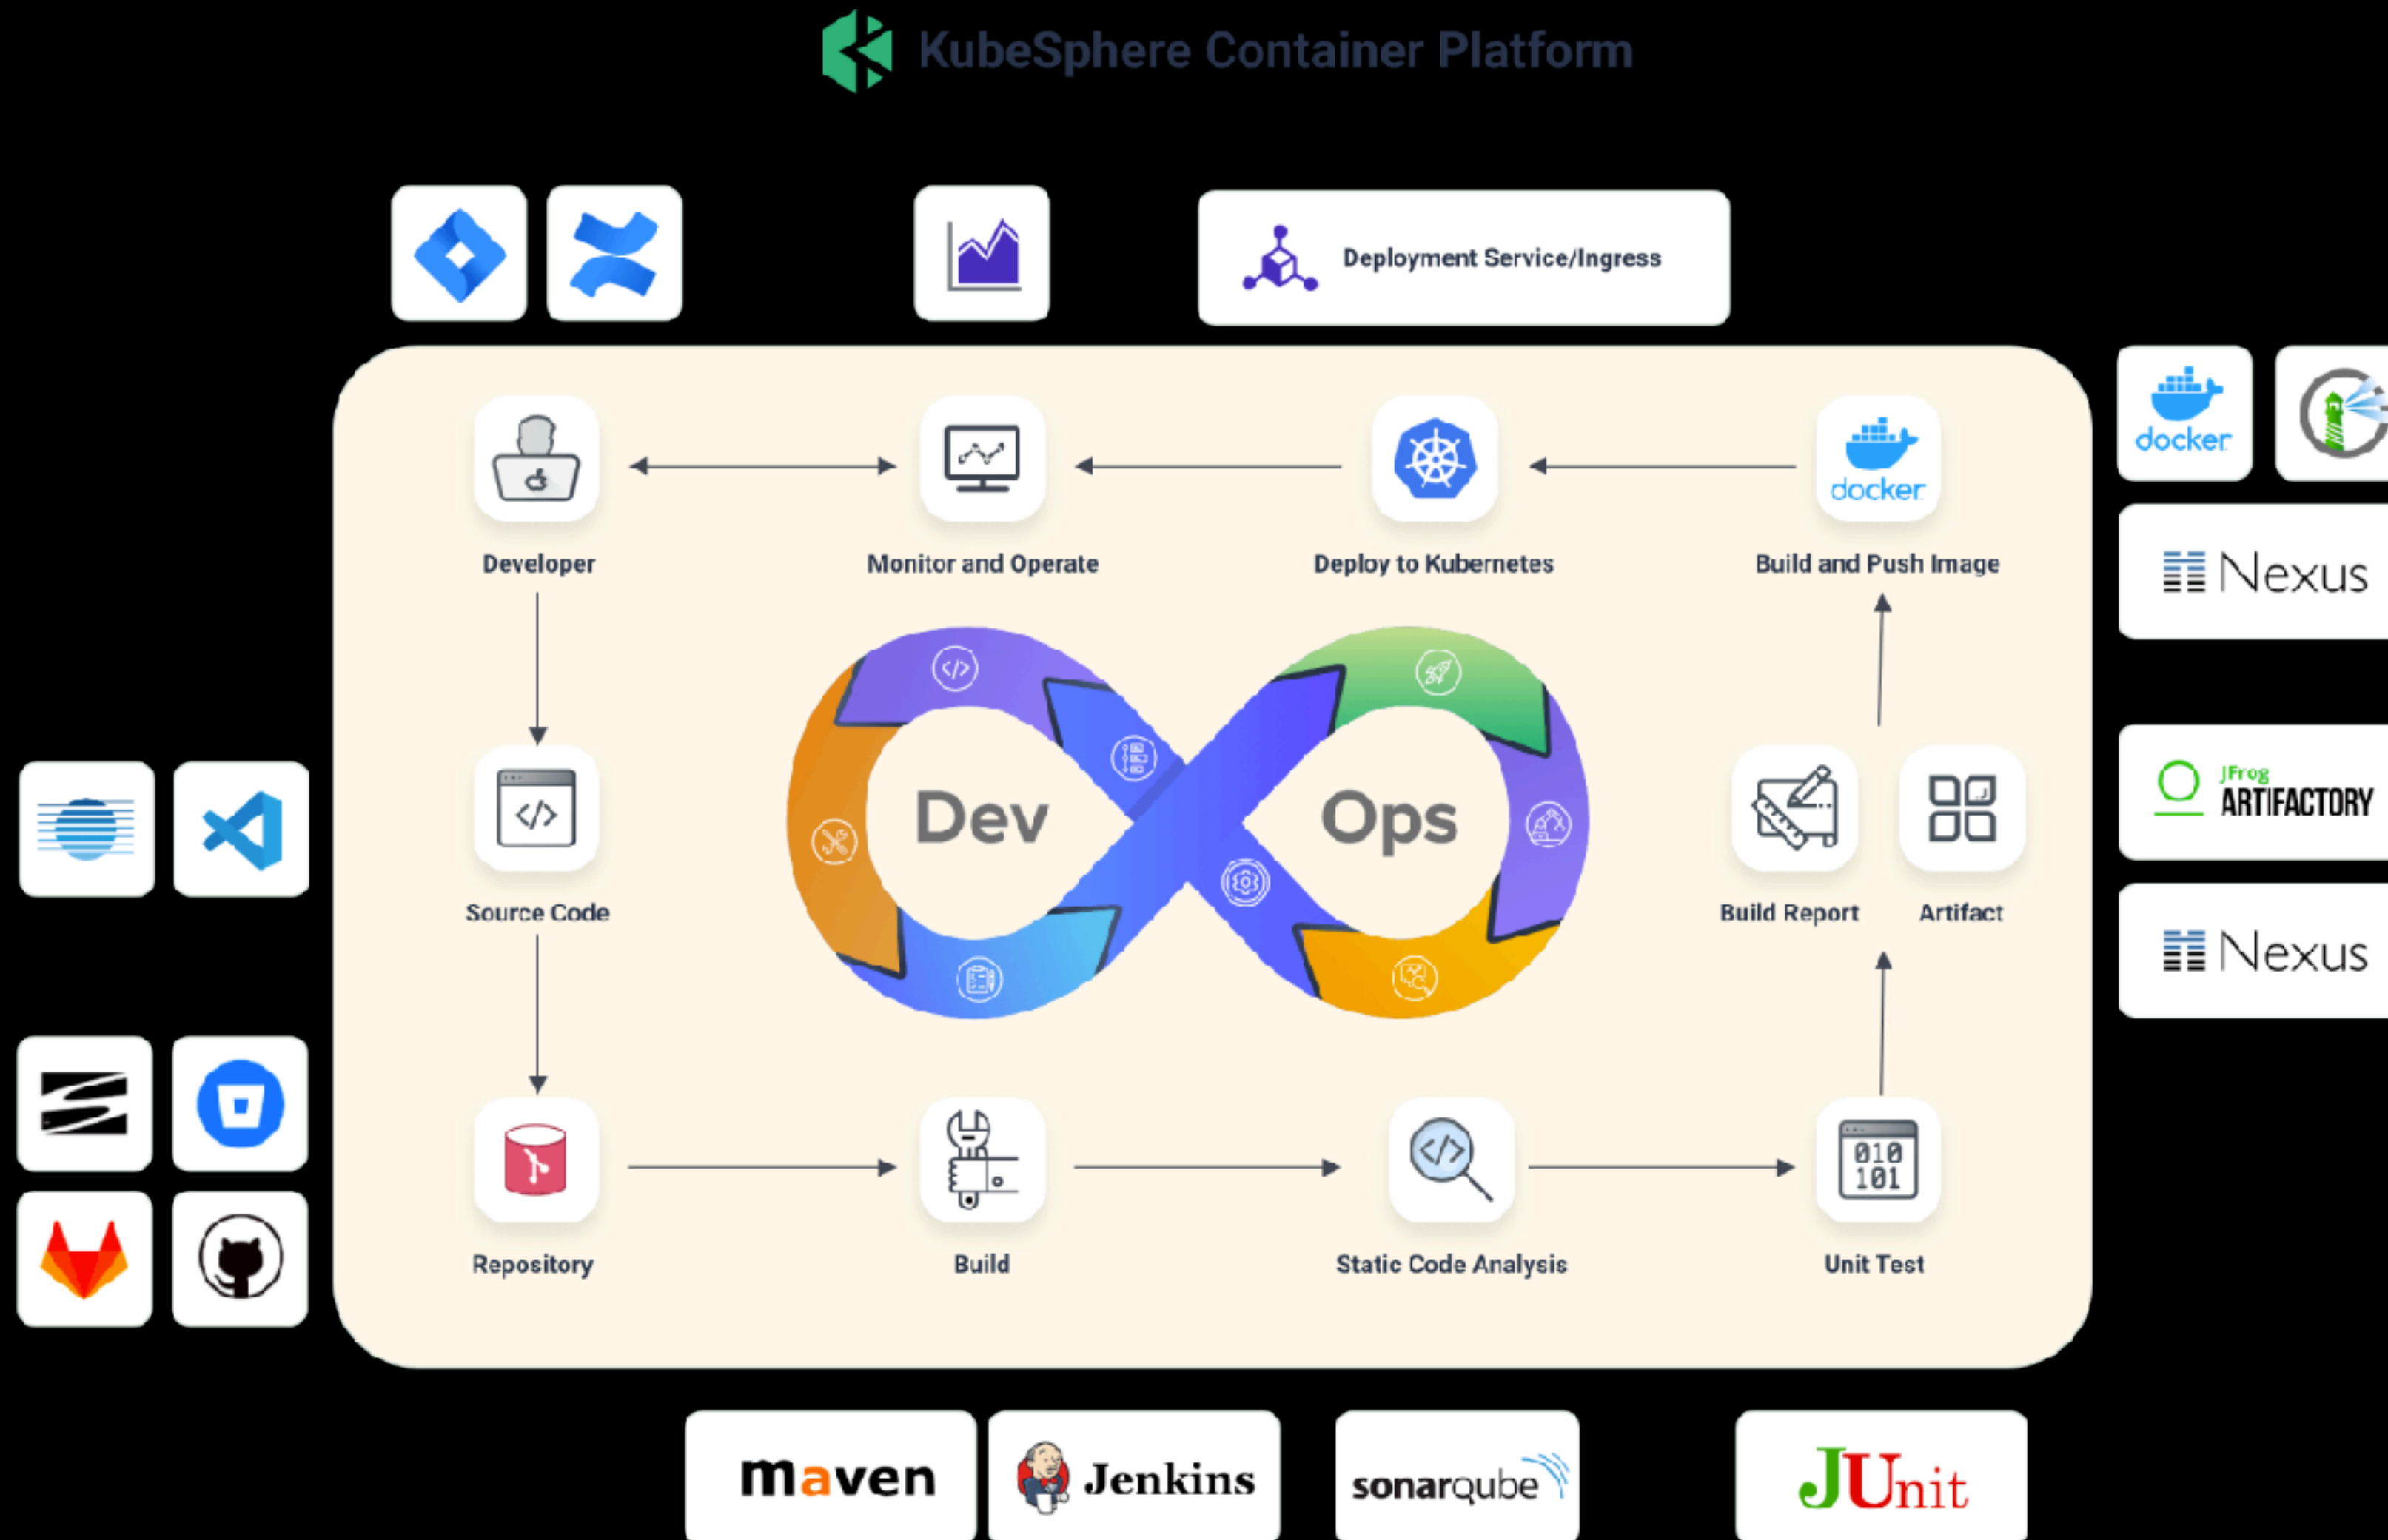 KubeSphere Container Platform
Deployment Service/Ingress
docker
docker
Developer
Monitor and Operate
Deploy to Kubernetes
Build and Push Image
Nexus
Dev
Ops
JFrog
ARTIFACTORY
Source Code
Build Report
Artifact
Nexus
010
101
Repository
Build
Static Code Analysis
Unit Test
maven
Jenkins
sonarqube
JUnit